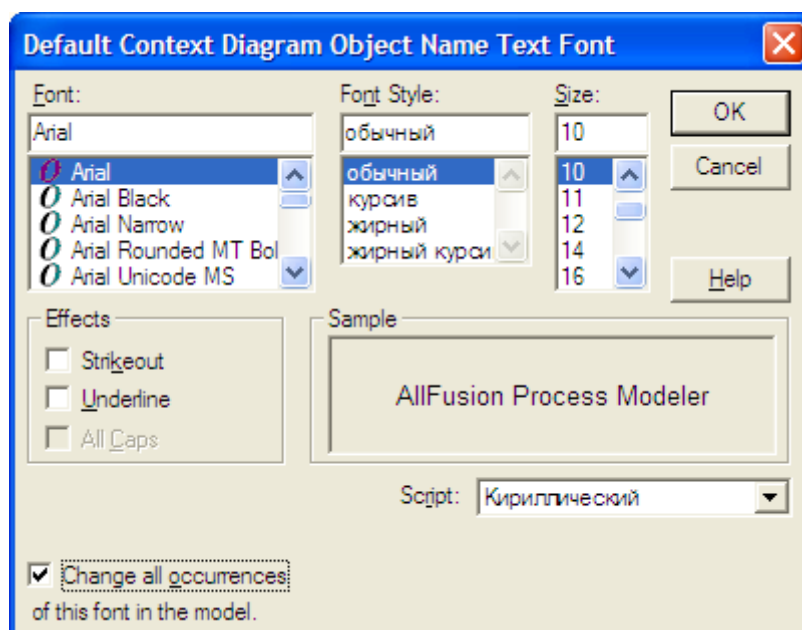 Default Context Diagram Object Name Text Font
Font:
Font Style:
Size:
Arial
обычный
10
OK
Arial
Arial Black
Arial Narrow
Arial Rounded MT Bol
Arial Unicode MS
обычный
курсив
жирный
жирный курси
10
11
12
14
16
Cancel
Help
Effects
Strikeout
Underline
All Caps
Sample
AllFusion Process Modeler
Script:
Кириллический
Change all occurrences
of this font in the model.